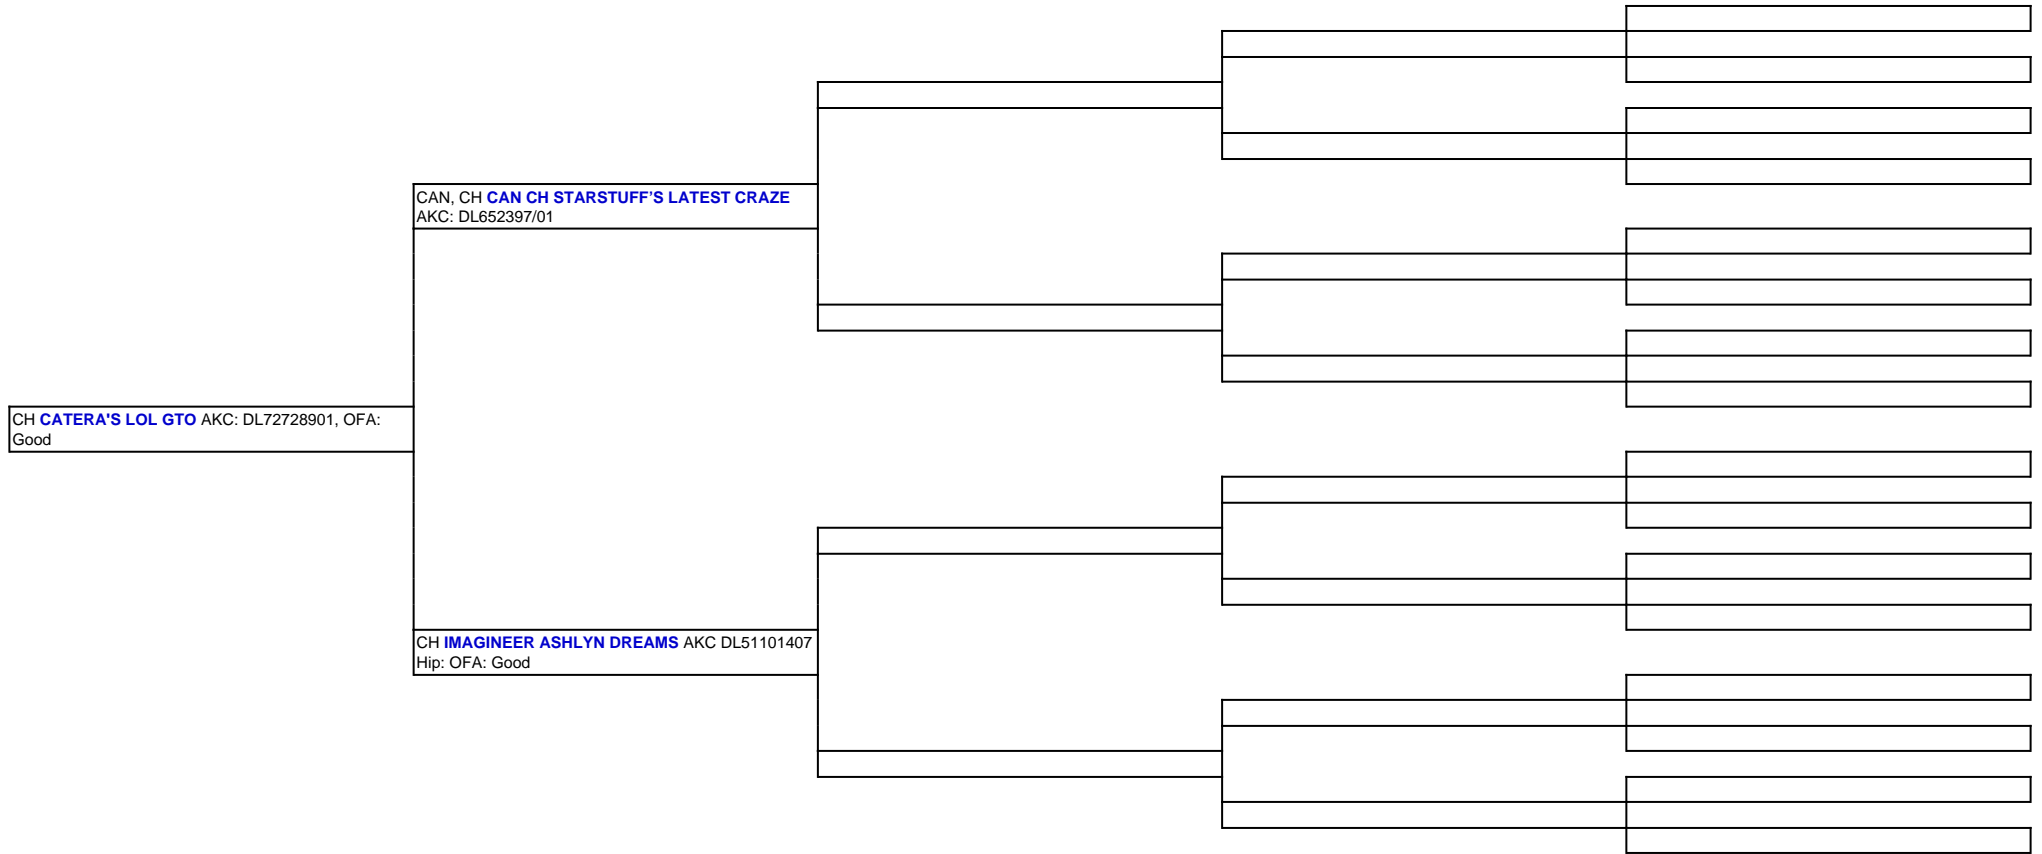 CAN, CH CAN CH STARSTUFF’S LATEST CRAZE
AKC: DL652397/01
CH CATERA'S LOL GTO AKC: DL72728901, OFA:
Good
CH IMAGINEER ASHLYN DREAMS AKC DL51101407
Hip: OFA: Good